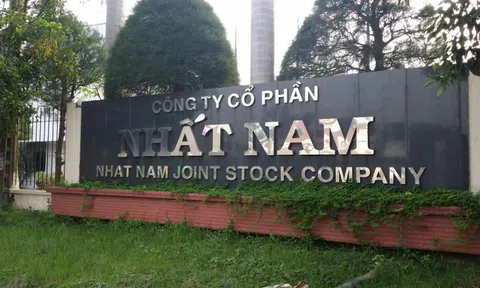 CÔNG TY CỔ PHẦN
NHẤT NAM
NHAT NAM JOINT STOCK COMPANY